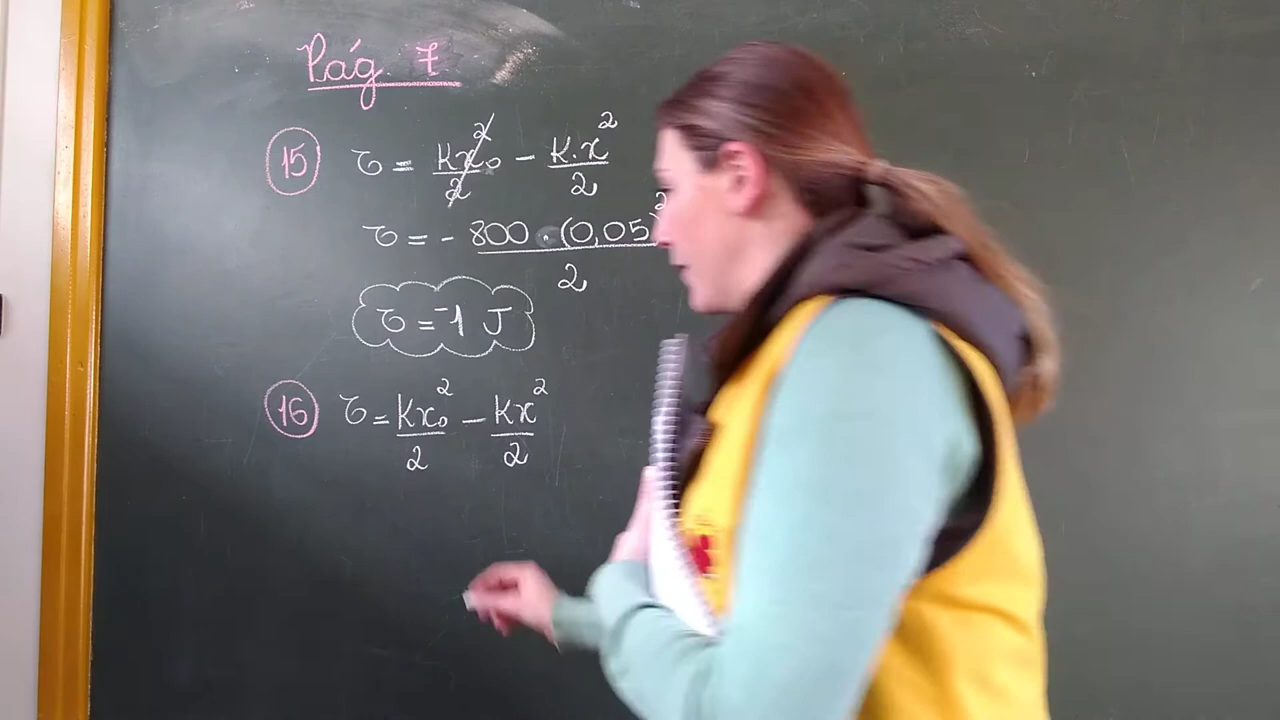 Pág. 7
15 τ = Kx₀²/2 - K.x²/2
τ = - 800 . (0,05)²/2
τ = -1 J
16 τ = Kx₀²/2 - Kx²/2